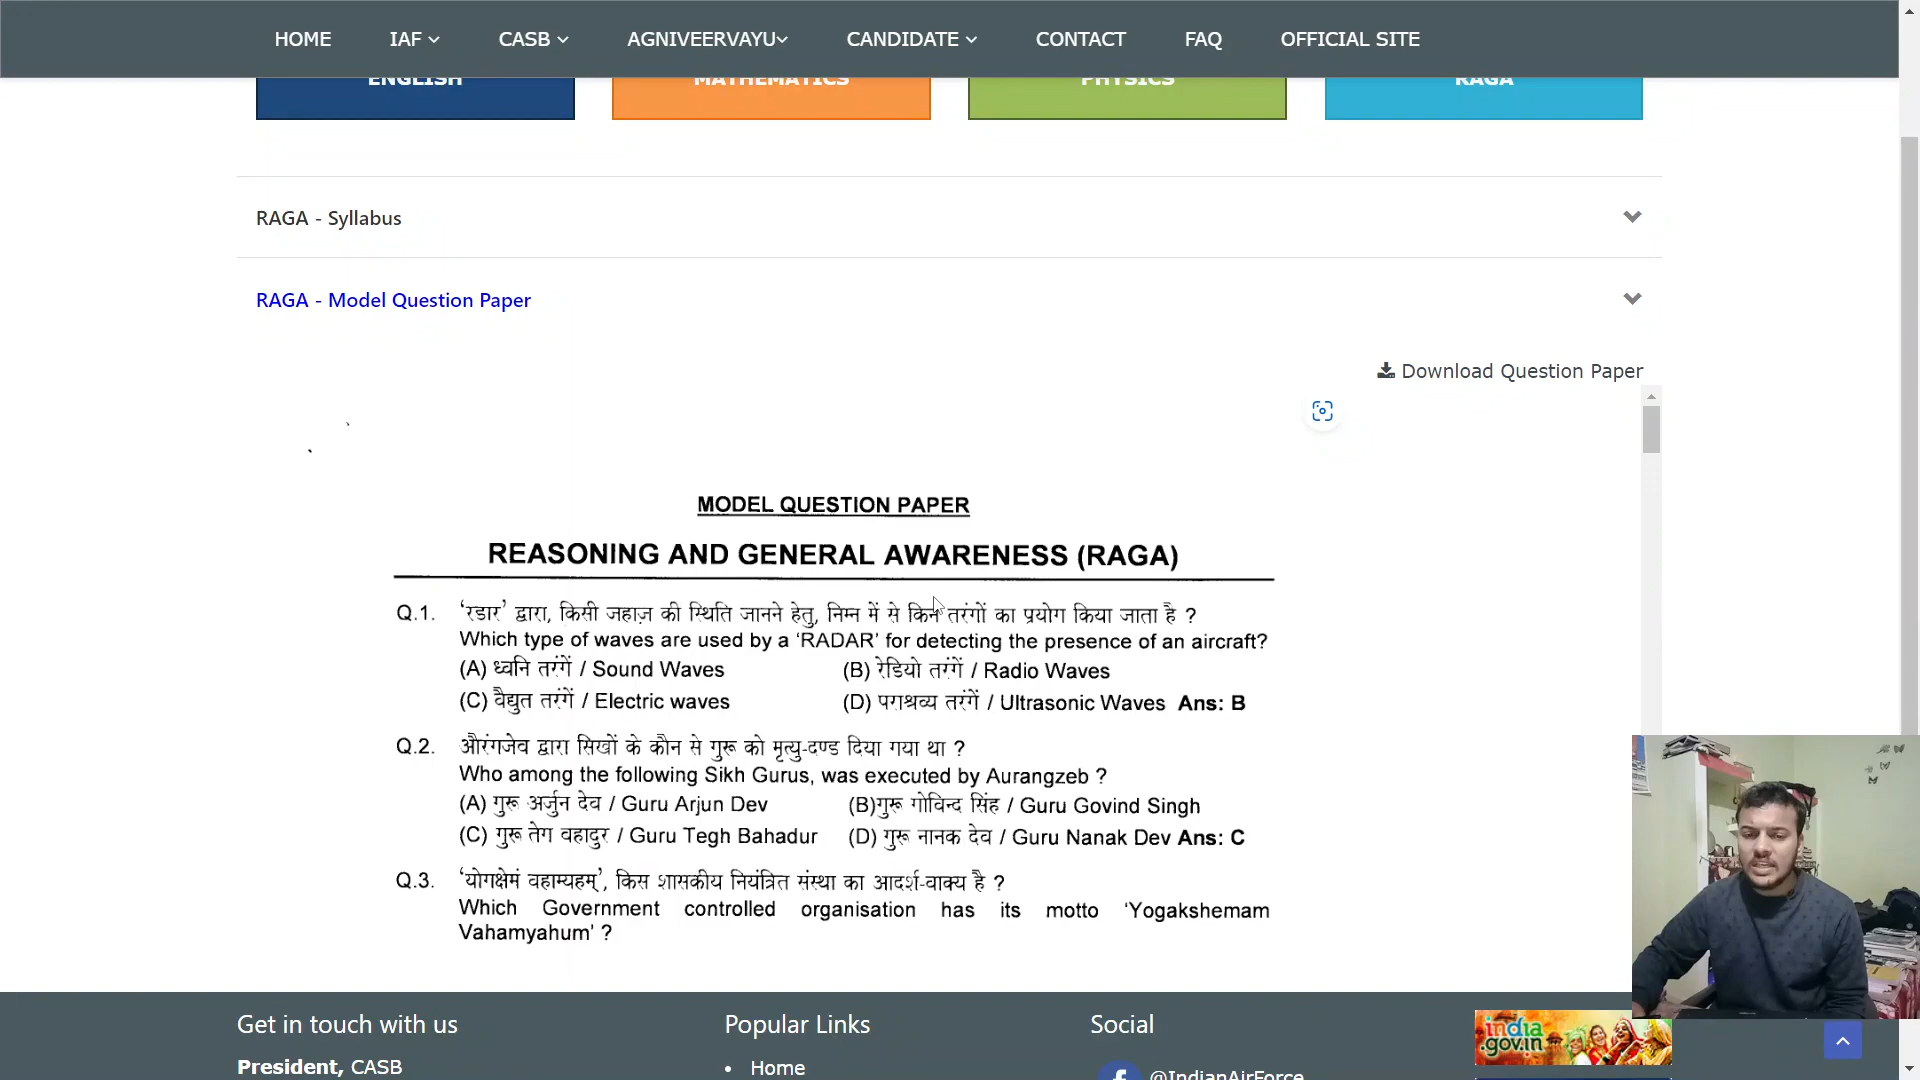 HOME IAF CASB AGNIVEERVAYU CANDIDATE CONTACT FAQ OFFICIAL SITE
ENGLISH MATHEMATICS PHYSICS RAGA
RAGA - Syllabus
RAGA - Model Question Paper
Download Question Paper
MODEL QUESTION PAPER
REASONING AND GENERAL AWARENESS (RAGA)
Q.1. 'रडार' द्वारा, किसी जहाज़ की स्थिति जानने हेतु, निम्न में से किन तरंगों का प्रयोग किया जाता है ?
Which type of waves are used by a 'RADAR' for detecting the presence of an aircraft?
(A) ध्वनि तरंगें / Sound Waves (B) रेडियो तरंगें / Radio Waves
(C) वैद्युत तरंगें / Electric waves (D) पराश्रव्य तरंगें / Ultrasonic Waves Ans: B
Q.2. औरंगजेव द्वारा सिखों के कौन से गुरू को मृत्यु-दण्ड दिया गया था ?
Who among the following Sikh Gurus, was executed by Aurangzeb ?
(A) गुरू अर्जुन देव / Guru Arjun Dev (B)गुरू गोविन्द सिंह / Guru Govind Singh
(C) गुरू तेग वहादुर / Guru Tegh Bahadur (D) गुरू नानक देव / Guru Nanak Dev Ans: C
Q.3. 'योगक्षेमं वहाम्यहम्', किस शासकीय नियंत्रित संस्था का आदर्श-वाक्य है ?
Which Government controlled organisation has its motto 'Yogakshemam
Vahamyahum' ?
Get in touch with us Popular Links Social
india
.gov.in
President, CASB
• Home
@IndianAirForce